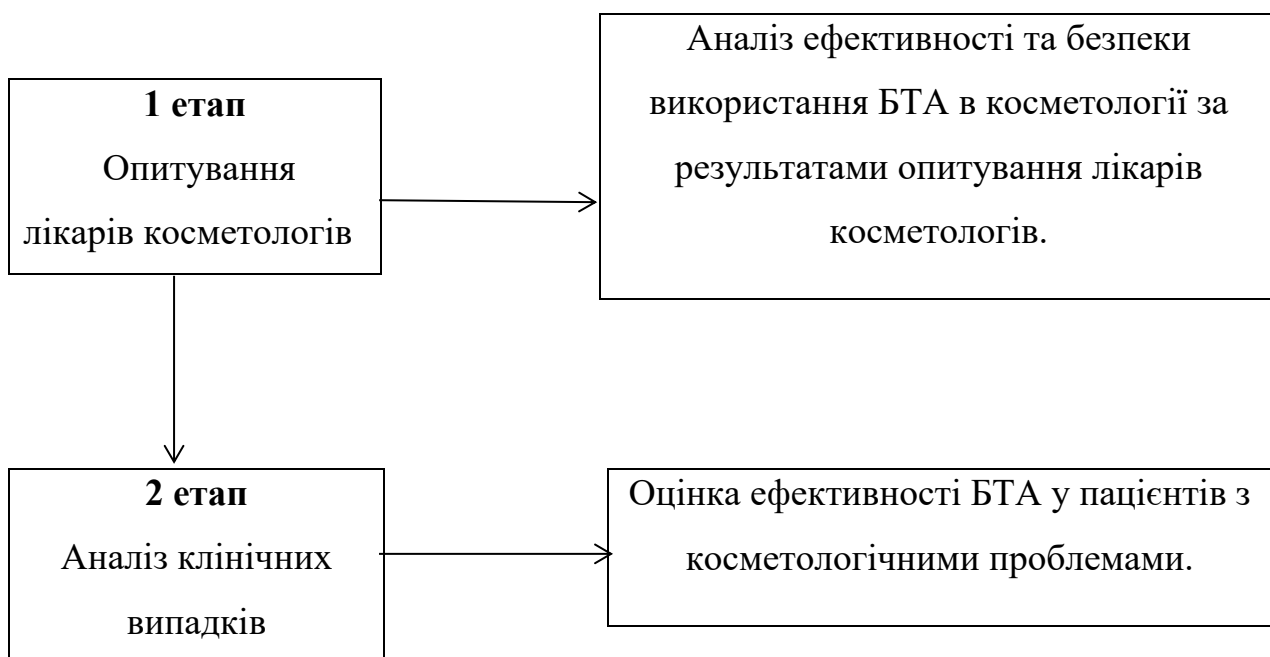 1 етап
Опитування
лікарів косметологів
Аналіз ефективності та безпеки
використання БТА в косметології за
результатами опитування лікарів
косметологів.
2 етап
Аналіз клінічних
випадків
Оцінка ефективності БТА у пацієнтів з
косметологічними проблемами.